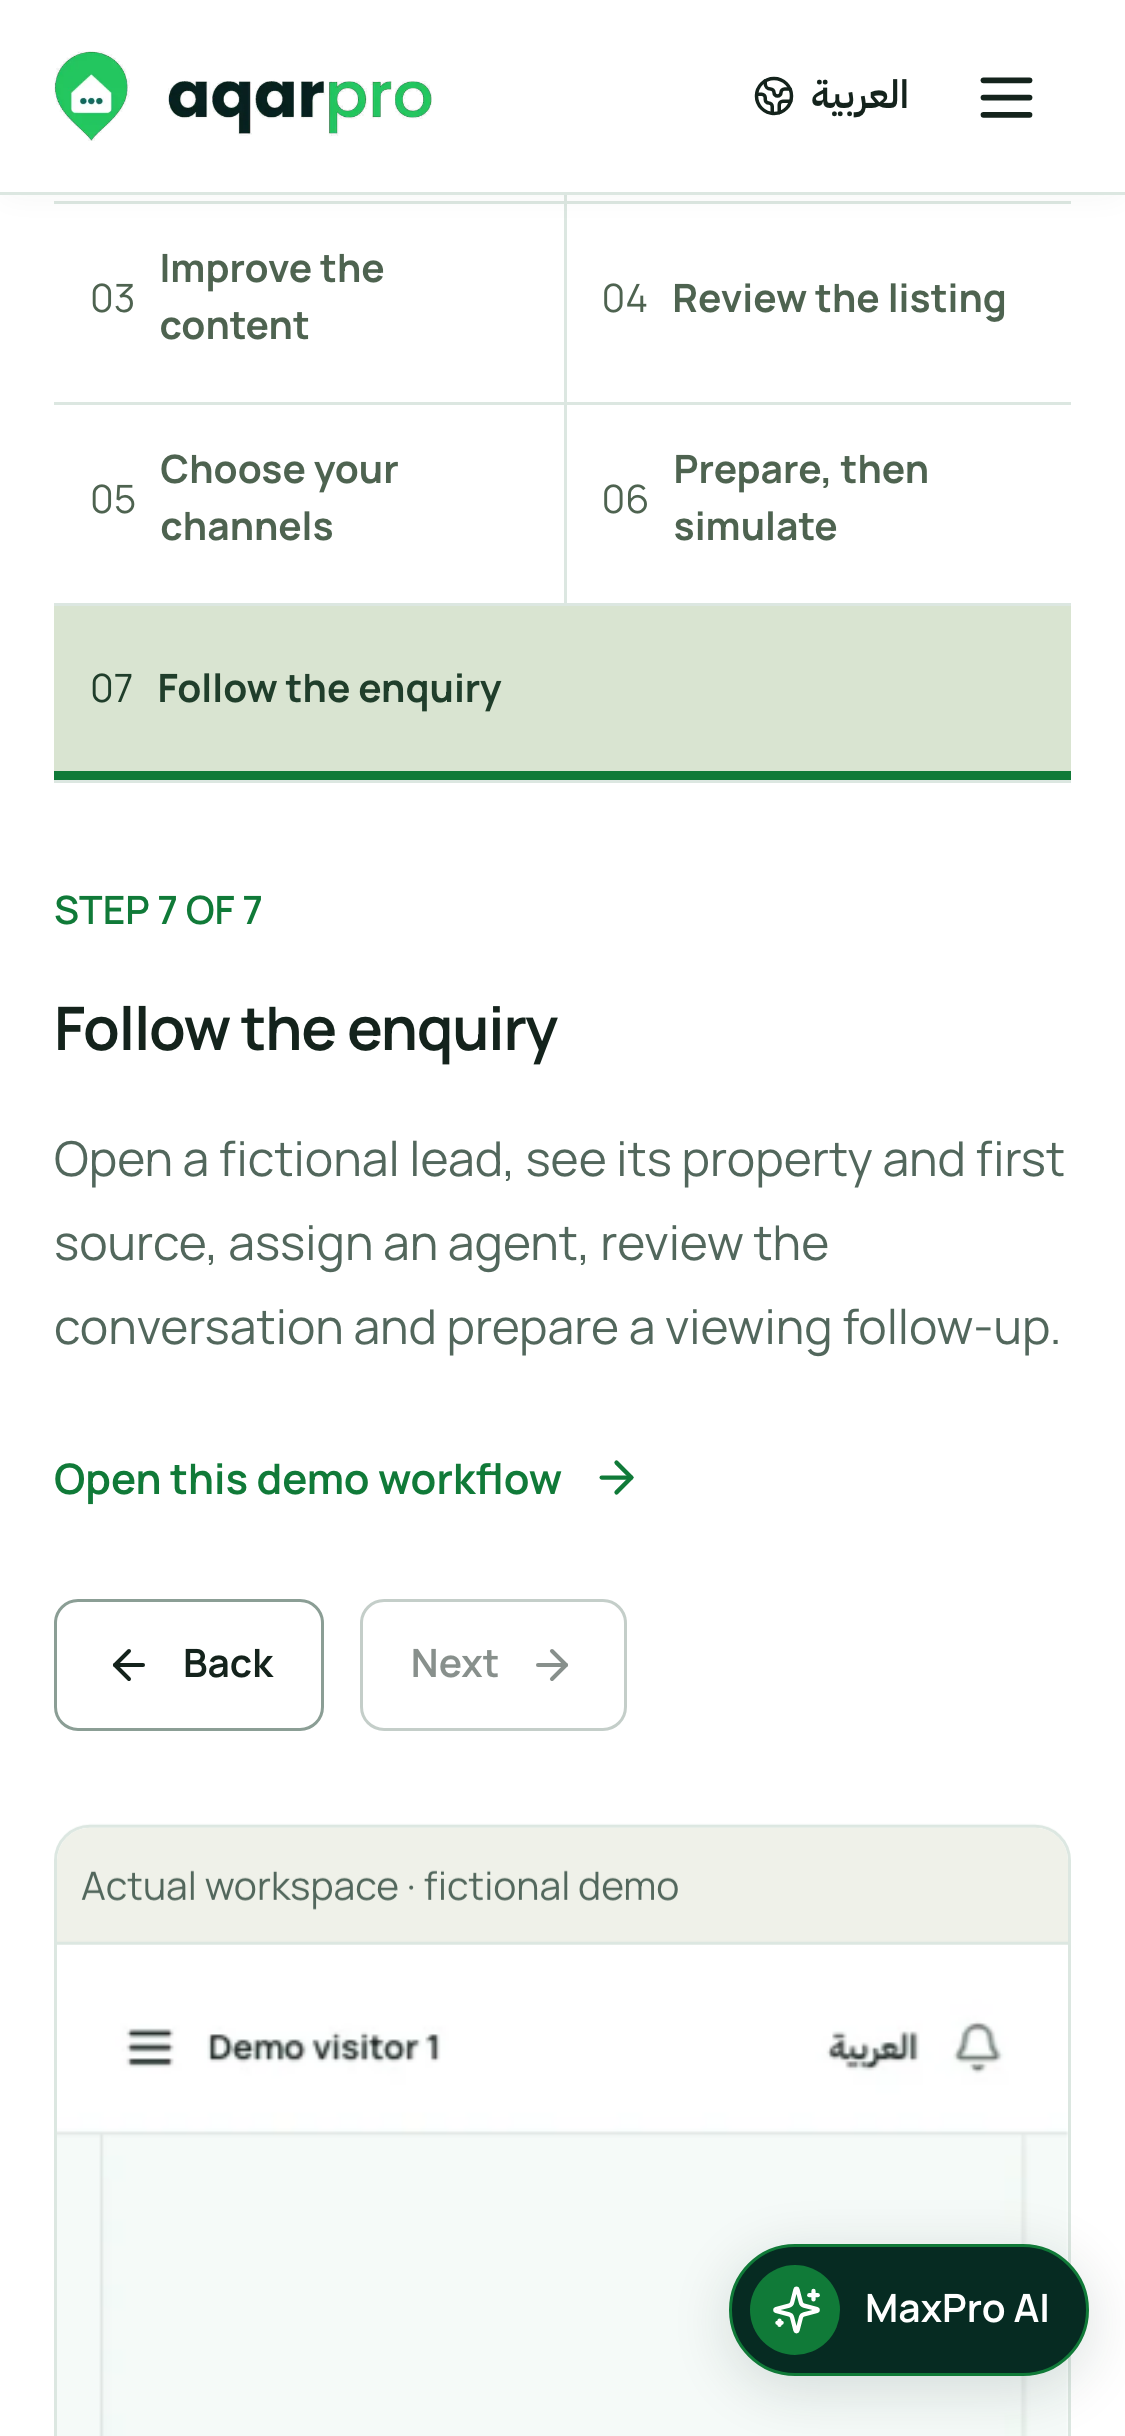 aqarpro
العربية
03 Improve the
content
04 Review the listing
05 Choose your
channels
06 Prepare, then
simulate
07 Follow the enquiry
STEP 7 OF 7
Follow the enquiry
Open a fictional lead, see its property and first
source, assign an agent, review the
conversation and prepare a viewing follow-up.
Open this demo workflow
Back
Next
Actual workspace · fictional demo
Demo visitor 1
العربية
MaxPro AI